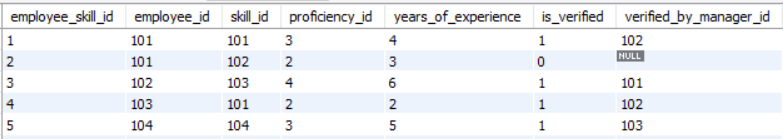 employee_skill_id employee_id skill_id proficiency_id years_of_experience is_verified verified_by_manager_id
1 101 101 3 4 1 102
2 101 102 2 3 0 NULL
3 102 103 4 6 1 101
4 103 101 2 2 1 102
5 104 104 3 5 1 103